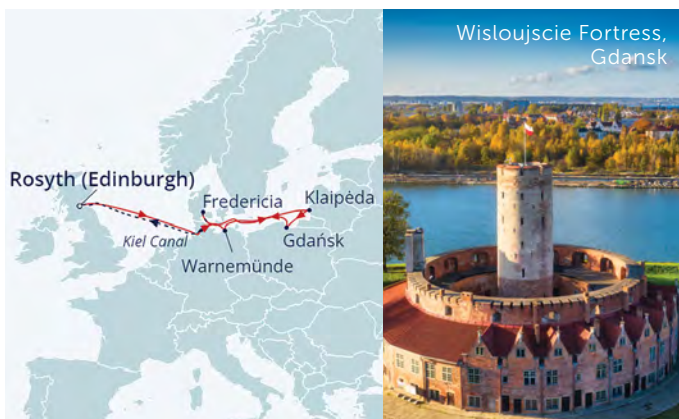 Wisloujscie Fortress,
Gdansk
Rosyth (Edinburgh)
Fredericia
Klaipėda
Kiel Canal
Gdańsk
Warnemünde